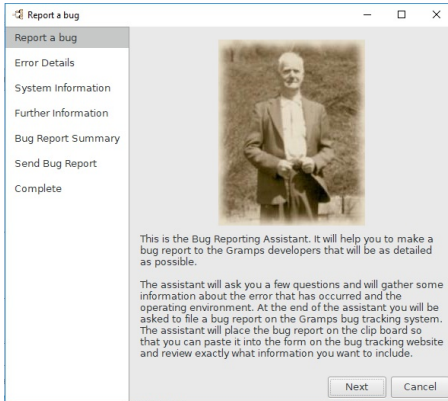 Report a bug
Report a bug
Error Details
System Information
Further Information
Bug Report Summary
Send Bug Report
Complete
This is the Bug Reporting Assistant. It will help you to make a
bug report to the Gramps developers that will be as detailed
as possible.
The assistant will ask you a few questions and will gather some
information about the error that has occurred and the
operating environment. At the end of the assistant you will be
asked to file a bug report on the Gramps bug tracking system.
The assistant will place the bug report on the clip board so
that you can paste it into the form on the bug tracking website
and review exactly what information you want to include.
Next
Cancel